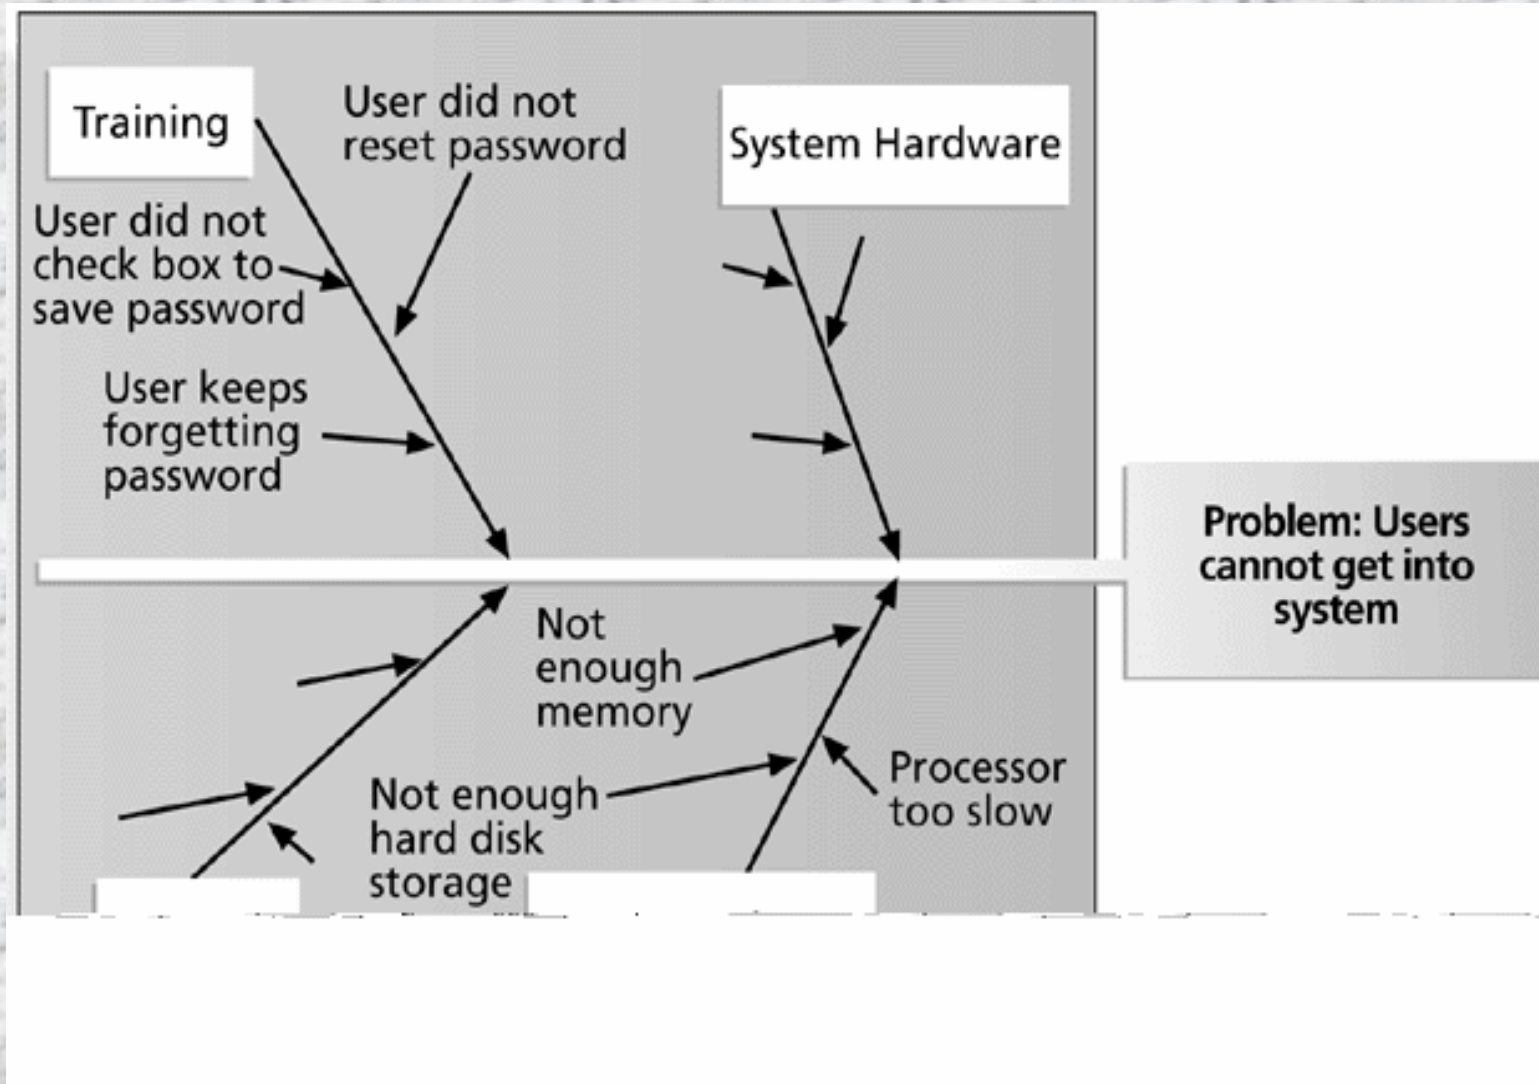 Training
User did not
reset password
System Hardware
User did not
check box to
save password
User keeps
forgetting
password
Problem: Users
cannot get into
system
Not
enough
memory
Not enough
hard disk
storage
Processor
too slow